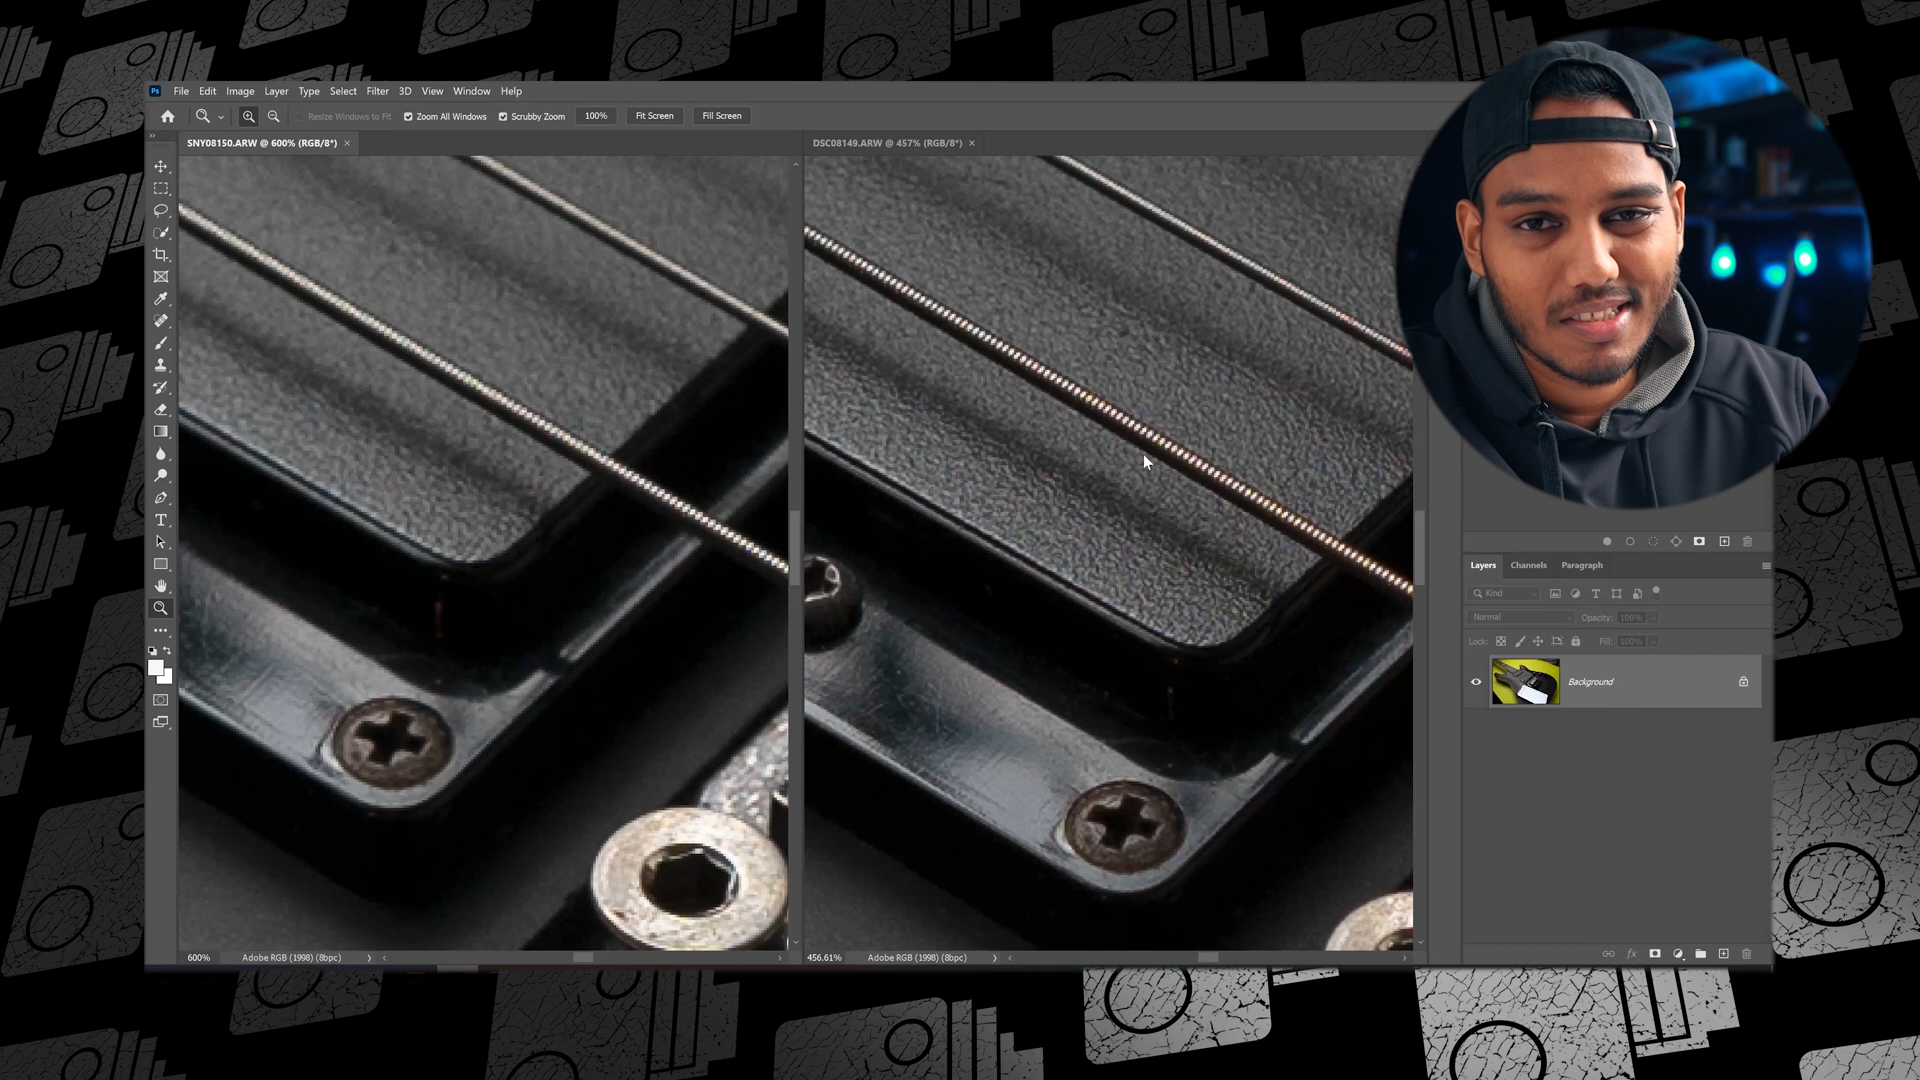 Ps File Edit Image Layer Type Select Filter 3D View Window Help
Resize Windows to Fit Zoom All Windows Scrubby Zoom 100% Fit Screen Fill Screen
SNY08150.ARW @ 600% (RGB/8*) ×
DSC08149.ARW @ 457% (RGB/8*) ×
Layers Channels Paragraph
Kind
Normal Opacity: 100%
Lock: Fill: 100%
Background
fx
600% Adobe RGB (1998) (8bpc)
456.61% Adobe RGB (1998) (8bpc)